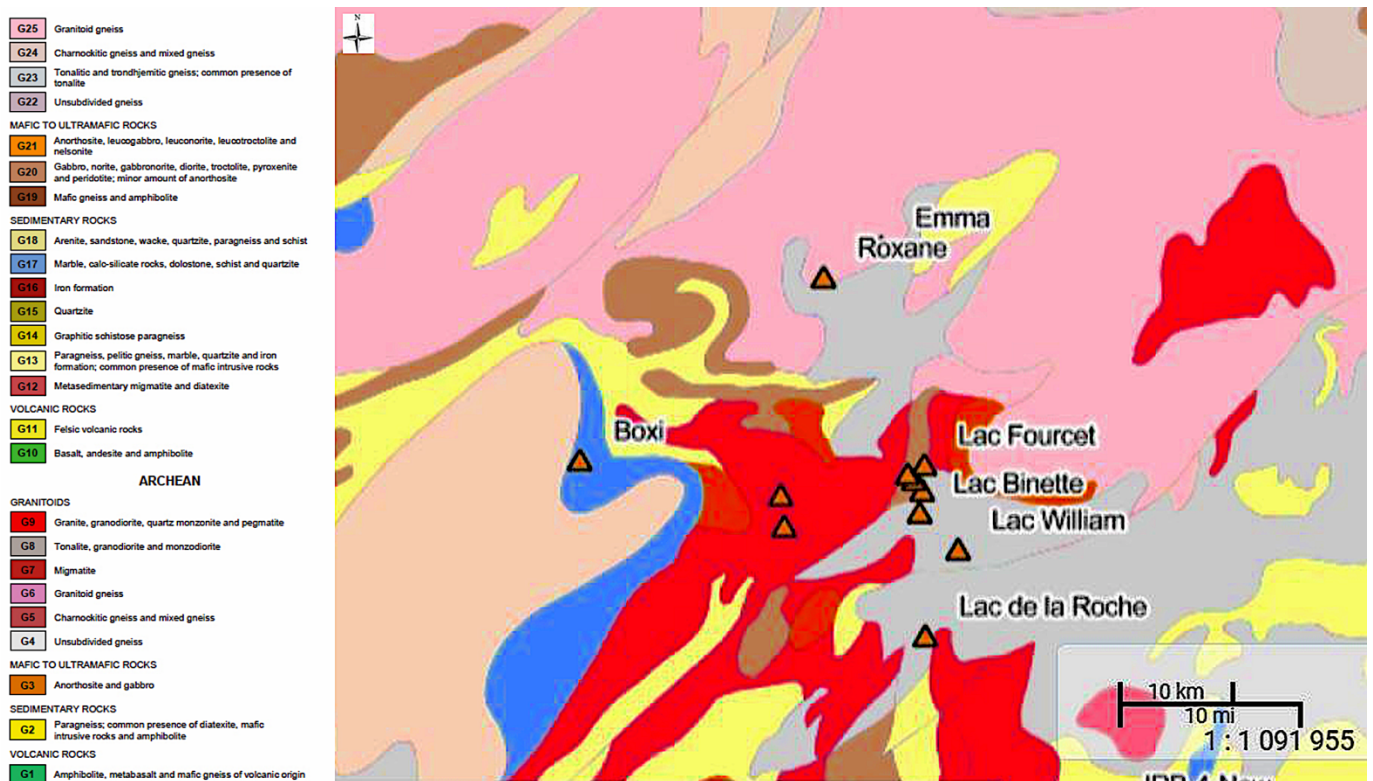 G25 Granitoid gneiss
G24 Charnockitic gneiss and mixed gneiss
G23 Tonalitic and trondhjemitic gneiss; common presence of
tonalite
G22 Unsubdivided gneiss
MAFIC TO ULTRAMAFIC ROCKS
G21 Anorthosite, leucogabbro, leuconorite, leucotroctolite and
nelsonite
G20 Gabbro, norite, gabbronorite, diorite, troctolite, pyroxenite
and peridotite; minor amount of anorthosite
G19 Mafic gneiss and amphibolite
SEDIMENTARY ROCKS
G18 Arenite, sandstone, wacke, quartzite, paragneiss and schist
G17 Marble, calo-silicate rocks, dolostone, schist and quartzite
G16 Iron formation
G15 Quartzite
G14 Graphitic schistose paragneiss
G13 Paragneiss, pelitic gneiss, marble, quartzite and iron
formation; common presence of mafic intrusive rocks
G12 Metasedimentary migmatite and diatexite
VOLCANIC ROCKS
G11 Felsic volcanic rocks
G10 Basalt, andesite and amphibolite
ARCHEAN
GRANITOIDS
G9 Granite, granodiorite, quartz monzonite and pegmatite
G8 Tonalite, granodiorite and monzodiorite
G7 Migmatite
G6 Granitoid gneiss
G5 Charnockitic gneiss and mixed gneiss
G4 Unsubdivided gneiss
MAFIC TO ULTRAMAFIC ROCKS
G3 Anorthosite and gabbro
SEDIMENTARY ROCKS
G2 Paragneiss; common presence of diatexite, mafic
intrusive rocks and amphibolite
VOLCANIC ROCKS
G1 Amphibolite, metabasalt and mafic gneiss of volcanic origin
N
Emma
Roxane
Boxi
Lac Fourcet
Lac Binette
Lac William
Lac de la Roche
10 km
10 mi
1 : 1 091 955